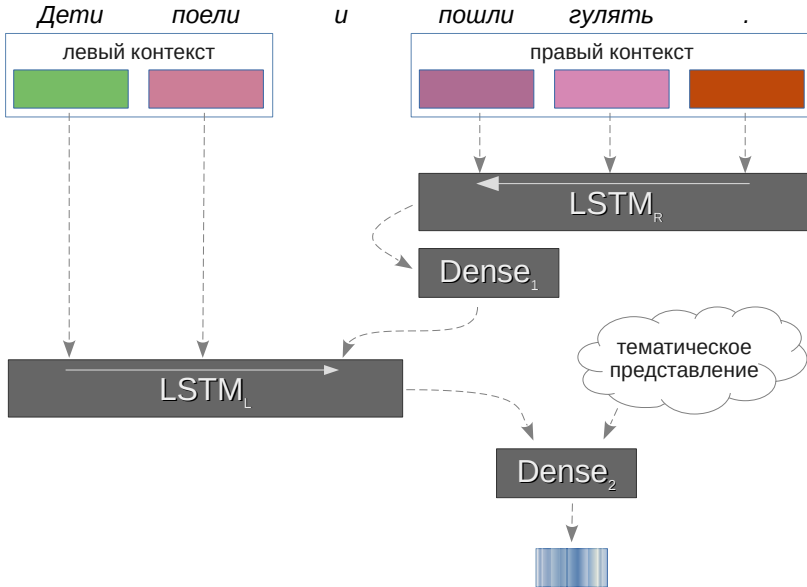 Дети поели и пошли гулять .
левый контекст правый контекст
LSTM_R
Dense_1
тематическое
представление
LSTM_L
Dense_2